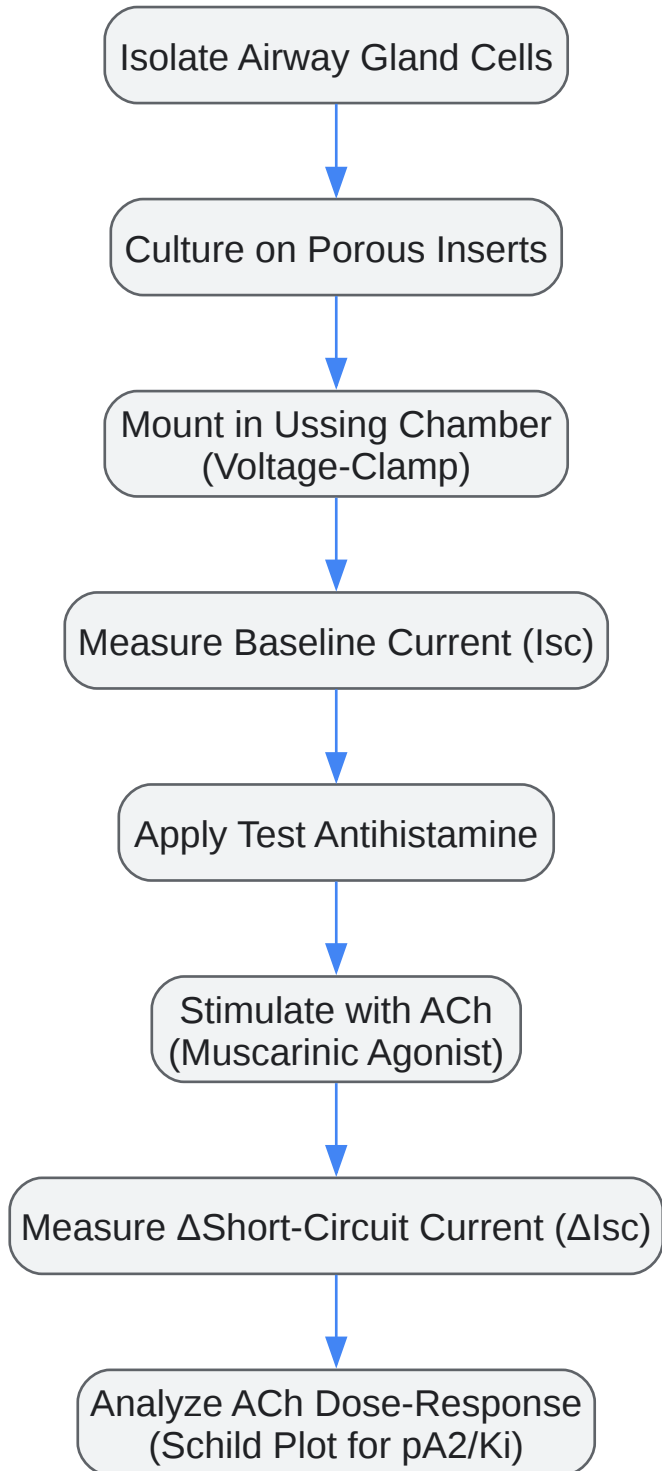 Isolate Airway Gland Cells
Culture on Porous Inserts
Mount in Ussing Chamber
(Voltage-Clamp)
Measure Baseline Current (Isc)
Apply Test Antihistamine
Stimulate with ACh
(Muscarinic Agonist)
Measure ΔShort-Circuit Current (ΔIsc)
Analyze ACh Dose-Response
(Schild Plot for pA2/Ki)